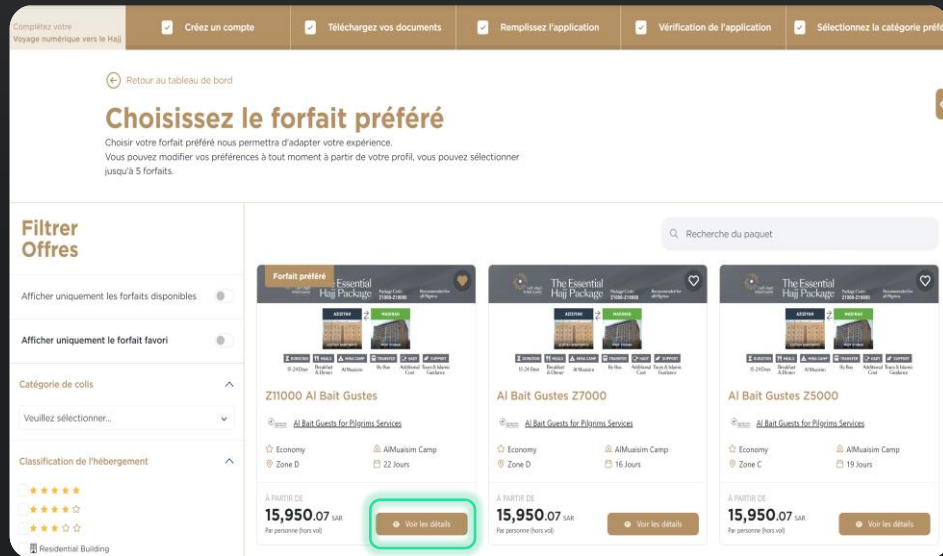 Complétez votre
Voyage numérique vers le Hajj
Créez un compte
Téléchargez vos documents
Remplissez l'application
Vérification de l'application
Sélectionnez la catégorie préf
Retour au tableau de bord
Choisissez le forfait préféré
Choisir votre forfait préféré nous permettra d'adapter votre expérience.
Vous pouvez modifier vos préférences à tout moment à partir de votre profil, vous pouvez sélectionner
jusqu'à 5 forfaits.
Filtrer
Offres
Afficher uniquement les forfaits disponibles
Afficher uniquement le forfait favori
Catégorie de colis
Veuillez sélectionner...
Classification de l'hébergement
Residential Building
Recherche du paquet
Forfait préféré
The Essential
Hajj Package
Z11000 Al Bait Gustes
Al Bait Guests for Pilgrims Services
Economy
AlMuaisim Camp
Zone D
22 Jours
À PARTIR DE
15,950.07 SAR
Par personne (hors vol)
Voir les détails
The Essential
Hajj Package
Al Bait Gustes Z7000
Al Bait Guests for Pilgrims Services
Economy
AlMuaisim Camp
Zone D
16 Jours
À PARTIR DE
15,950.07 SAR
Par personne (hors vol)
Voir les détails
The Essential
Hajj Package
Al Bait Gustes Z5000
Al Bait Guests for Pilgrims Services
Economy
AlMuaisim Camp
Zone C
19 Jours
À PARTIR DE
15,950.07 SAR
Par personne (hors vol)
Voir les détails